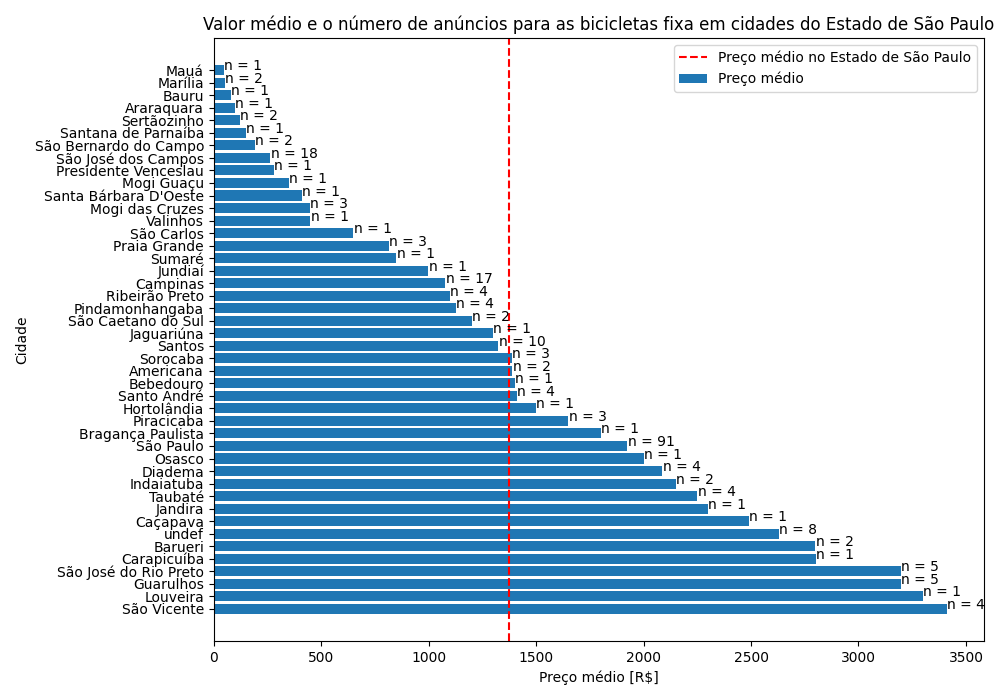 Valor médio e o número de anúncios para as bicicletas fixa em cidades do Estado de São Paulo
Preço médio no Estado de São Paulo
Preço médio
Cidade
Mauá n = 1
Marília n = 2
Bauru n = 1
Araraquara n = 1
Sertãozinho n = 2
Santana de Parnaíba n = 1
São Bernardo do Campo n = 2
São José dos Campos n = 18
Presidente Venceslau n = 1
Mogi Guaçu n = 1
Santa Bárbara D'Oeste n = 1
Mogi das Cruzes n = 3
Valinhos n = 1
São Carlos n = 1
Praia Grande n = 3
Sumaré n = 1
Jundiaí n = 1
Campinas n = 17
Ribeirão Preto n = 4
Pindamonhangaba n = 4
São Caetano do Sul n = 2
Jaguariúna n = 1
Santos n = 10
Sorocaba n = 3
Americana n = 2
Bebedouro n = 1
Santo André n = 4
Hortolândia n = 1
Piracicaba n = 3
Bragança Paulista n = 1
São Paulo n = 91
Osasco n = 1
Diadema n = 4
Indaiatuba n = 2
Taubaté n = 4
Jandira n = 1
Caçapava n = 1
undef n = 8
Barueri n = 2
Carapicuíba n = 1
São José do Rio Preto n = 5
Guarulhos n = 5
Louveira n = 1
São Vicente n = 4
0 500 1000 1500 2000 2500 3000 3500
Preço médio [R$]